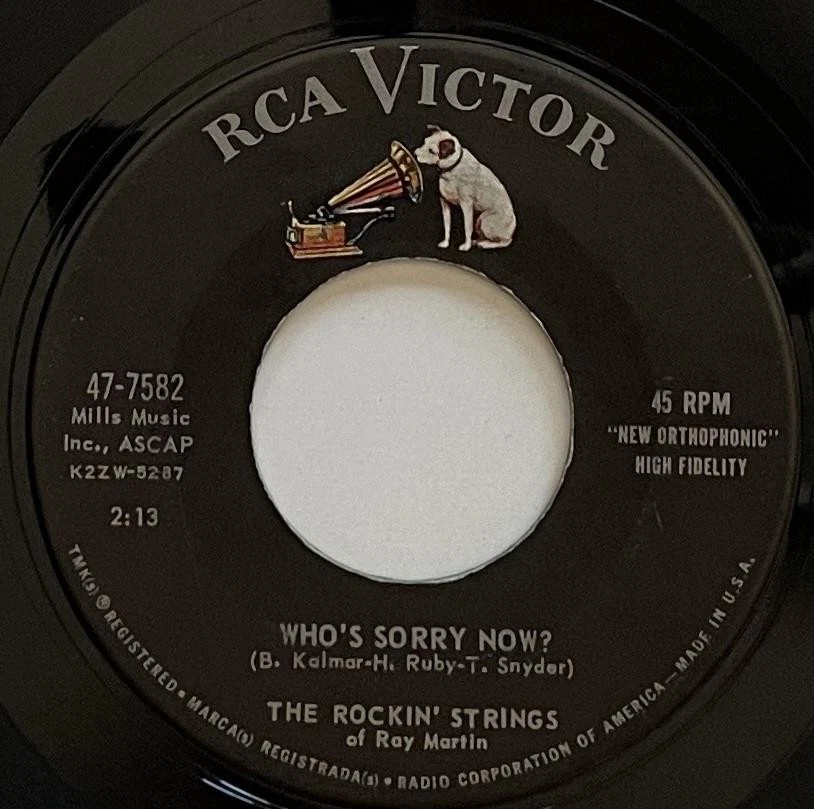 RCA VICTOR
47-7582
Mills Music
Inc., ASCAP
K2ZW-5287
2:13
45 RPM
"NEW ORTHOPHONIC"
HIGH FIDELITY
WHO'S SORRY NOW?
(B. Kalmar-H. Ruby-T. Snyder)
THE ROCKIN' STRINGS
of Ray Martin
TMK(s) ® REGISTERED • MARCA(s) REGISTRADA(s) • RADIO CORPORATION OF AMERICA — MADE IN U.S.A.